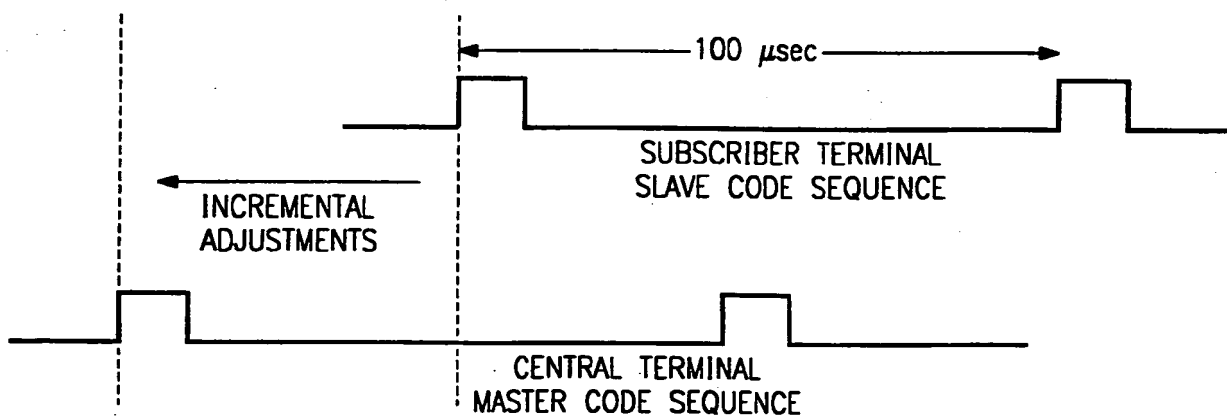 100 μsec
SUBSCRIBER TERMINAL
SLAVE CODE SEQUENCE
INCREMENTAL
ADJUSTMENTS
CENTRAL TERMINAL
MASTER CODE SEQUENCE